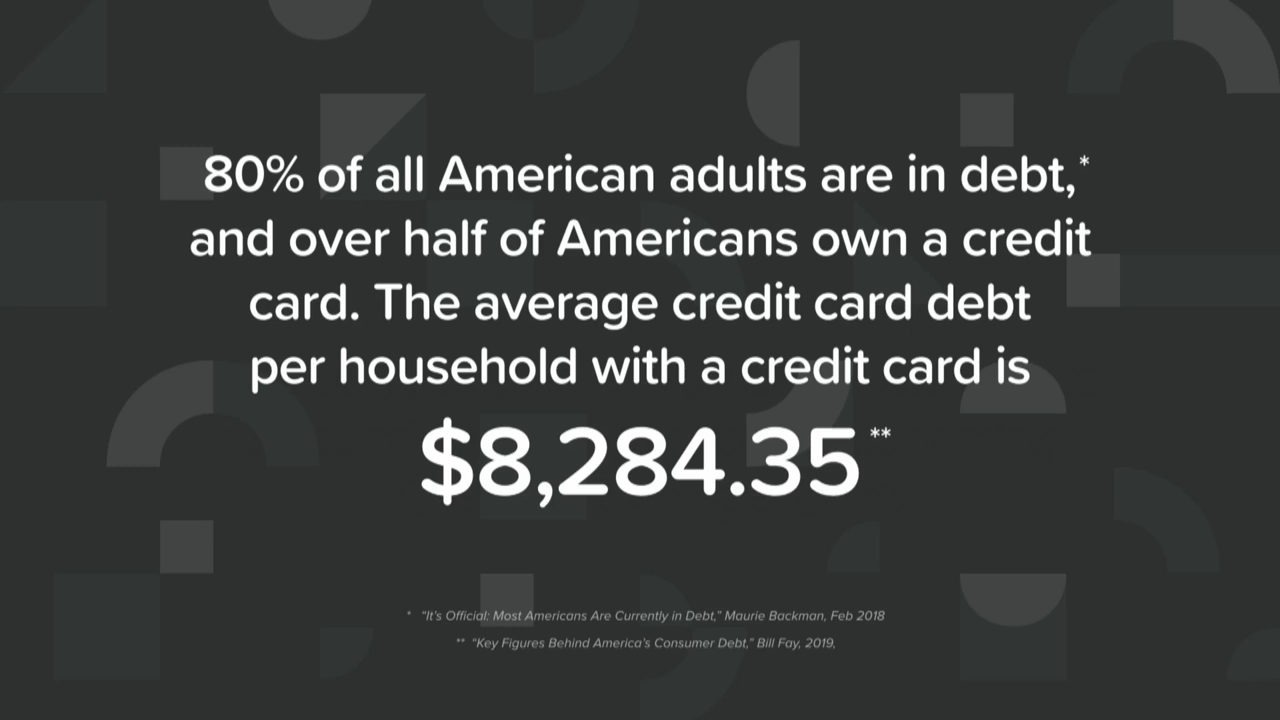 80% of all American adults are in debt,*
and over half of Americans own a credit
card. The average credit card debt
per household with a credit card is
$8,284.35**
* “It’s Official: Most Americans Are Currently in Debt,” Maurie Backman, Feb 2018
** “Key Figures Behind America’s Consumer Debt,” Bill Fay, 2019,